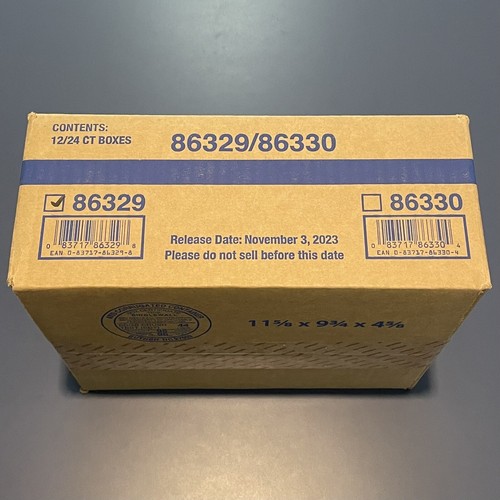 CONTENTS:
12/24 CT BOXES
86329/86330
86329
86330
0 83717 86329 8
EAN 0-83717-86329-8
0 83717 86330 4
EAN 0-83717-86330-4
Release Date: November 3, 2023
Please do not sell before this date
11⅜ x 9¾ x 4⅜